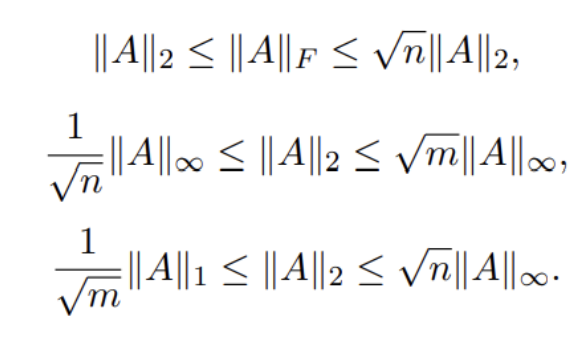 ‖A‖₂ ≤ ‖A‖_F ≤ √n‖A‖₂,
1/√n ‖A‖_∞ ≤ ‖A‖₂ ≤ √m‖A‖_∞,
1/√m ‖A‖₁ ≤ ‖A‖₂ ≤ √n‖A‖_∞.